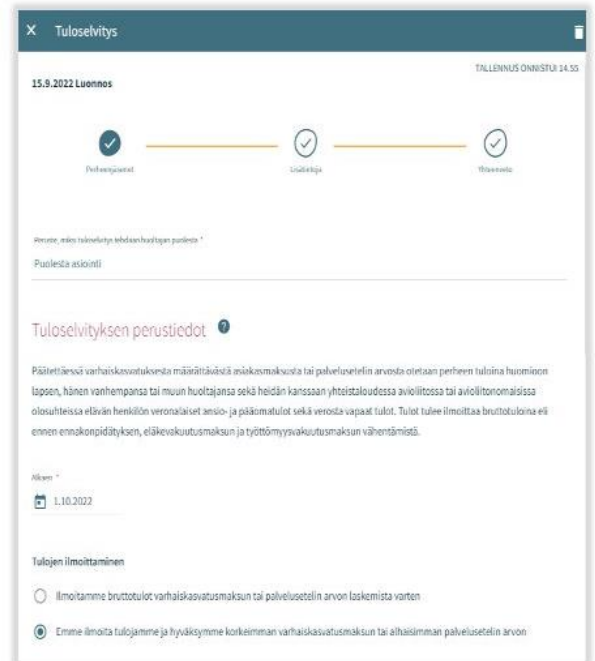 X Tuloselvitys
TALLENNUS ONNISTUI 14.55
15.9.2022 Luonnos
Perheenjäsenet Lisätietoja Yhteenveto
Peruste, miksi tuloselvitys tehdään huoltajan puolesta *
Puolesta asiointi
Tuloselvityksen perustiedot ?
Päätettäessä varhaiskasvatuksesta määrättävästä asiakasmaksusta tai palvelusetelin arvosta otetaan perheen tuloina huomioon
lapsen, hänen vanhempansa tai muun huoltajansa sekä heidän kanssaan yhteistaloudessa avioliitossa tai avioliitonomaisissa
olosuhteissa elävän henkilön veronalaiset ansio- ja pääomatulot sekä verosta vapaat tulot. Tulot tulee ilmoittaa bruttotuloina eli
ennen ennakonpidätyksen, eläkevakuutusmaksun ja työttömyysvakuutusmaksun vähentämistä.
Alkaen *
1.10.2022
Tulojen ilmoittaminen
Ilmoitamme bruttotulot varhaiskasvatusmaksun tai palvelusetelin arvon laskemista varten
Emme ilmoita tulojamme ja hyväksymme korkeimman varhaiskasvatusmaksun tai alhaisimman palvelusetelin arvon